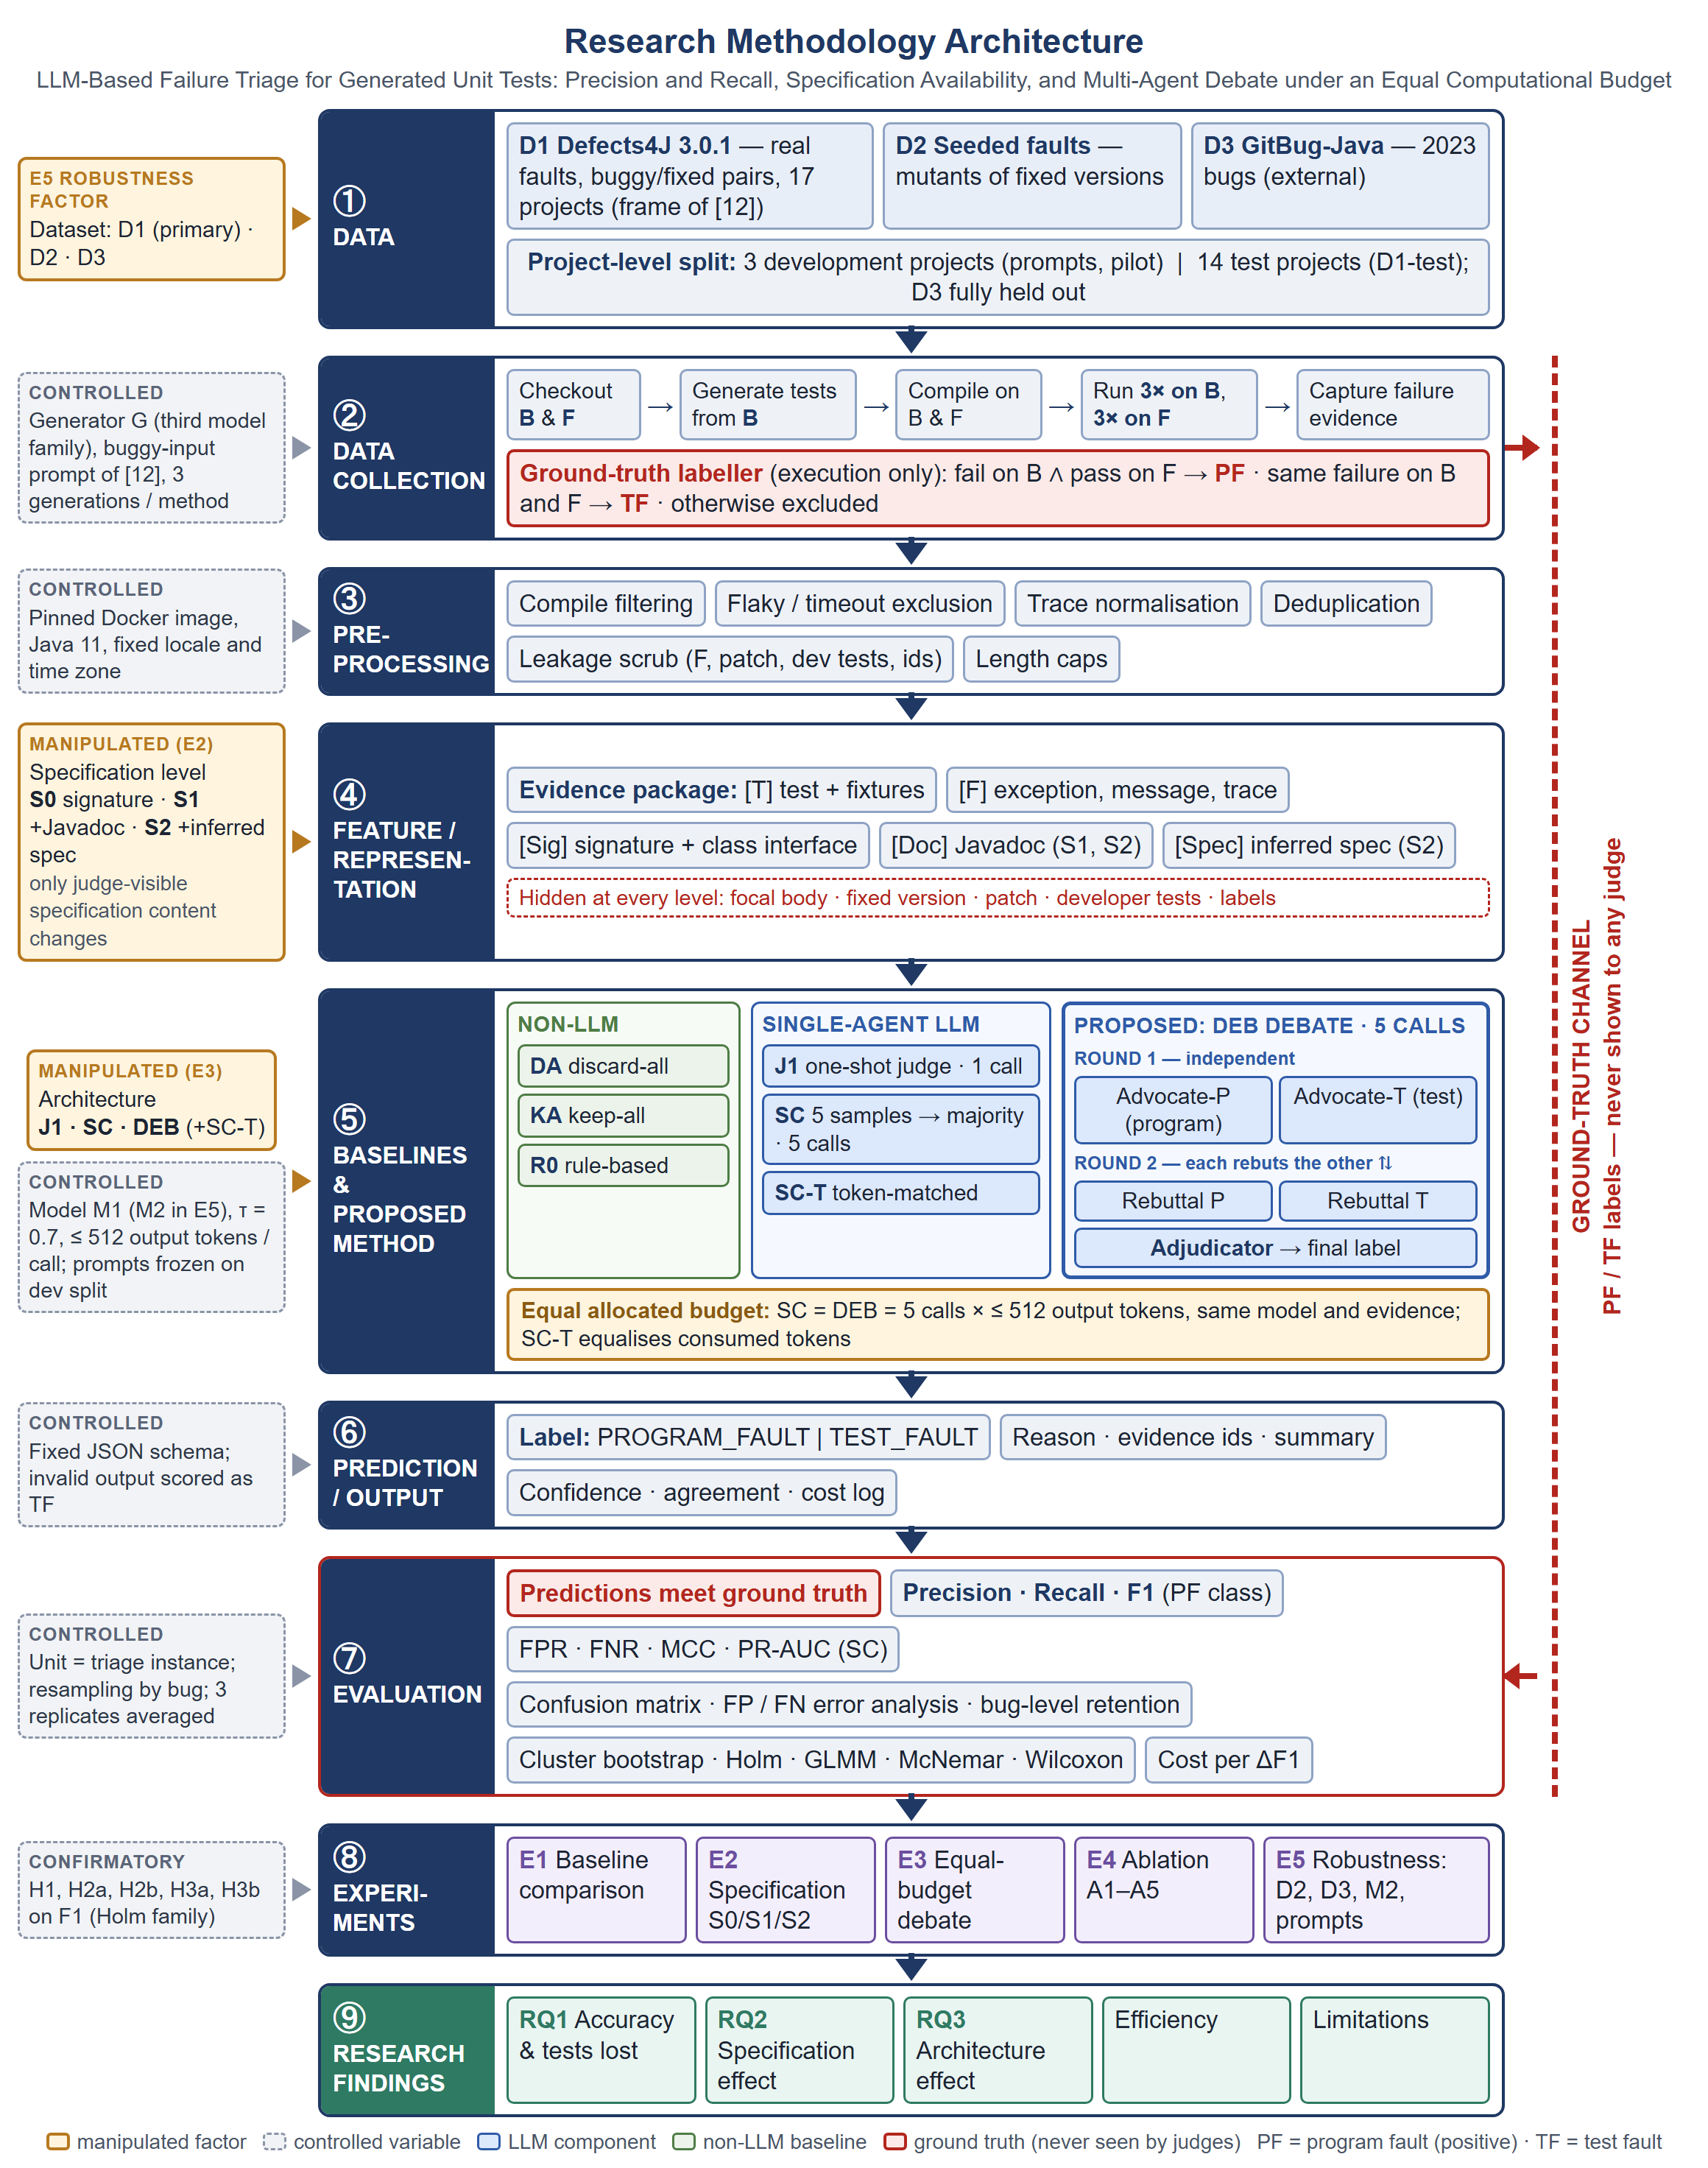 Research Methodology Architecture
LLM-Based Failure Triage for Generated Unit Tests: Precision and Recall, Specification Availability, and Multi-Agent Debate under an Equal Computational Budget
E5 ROBUSTNESS
FACTOR
Dataset: D1 (primary) ·
D2 · D3
①
DATA
D1 Defects4J 3.0.1 — real
faults, buggy/fixed pairs, 17
projects (frame of [12])
D2 Seeded faults —
mutants of fixed versions
D3 GitBug-Java — 2023
bugs (external)
Project-level split: 3 development projects (prompts, pilot) | 14 test projects (D1-test);
D3 fully held out
CONTROLLED
Generator G (third model
family), buggy-input
prompt of [12], 3
generations / method
②
DATA
COLLECTION
Checkout
B & F
→
Generate tests
from B
→
Compile on
B & F
→
Run 3× on B,
3× on F
→
Capture failure
evidence
Ground-truth labeller (execution only): fail on B ∧ pass on F → PF · same failure on B
and F → TF · otherwise excluded
CONTROLLED
Pinned Docker image,
Java 11, fixed locale and
time zone
③
PRE-
PROCESSING
Compile filtering
Flaky / timeout exclusion
Trace normalisation
Deduplication
Leakage scrub (F, patch, dev tests, ids)
Length caps
MANIPULATED (E2)
Specification level
S0 signature · S1
+Javadoc · S2 +inferred
spec
only judge-visible
specification content
changes
④
FEATURE /
REPRESEN-
TATION
Evidence package: [T] test + fixtures
[F] exception, message, trace
[Sig] signature + class interface
[Doc] Javadoc (S1, S2)
[Spec] inferred spec (S2)
Hidden at every level: focal body · fixed version · patch · developer tests · labels
MANIPULATED (E3)
Architecture
J1 · SC · DEB (+SC-T)
CONTROLLED
Model M1 (M2 in E5), τ =
0.7, ≤ 512 output tokens /
call; prompts frozen on
dev split
⑤
BASELINES
&
PROPOSED
METHOD
NON-LLM
DA discard-all
KA keep-all
R0 rule-based
SINGLE-AGENT LLM
J1 one-shot judge · 1 call
SC 5 samples → majority
· 5 calls
SC-T token-matched
PROPOSED: DEB DEBATE · 5 CALLS
ROUND 1 — independent
Advocate-P
(program)
Advocate-T (test)
ROUND 2 — each rebuts the other ⇅
Rebuttal P
Rebuttal T
Adjudicator → final label
Equal allocated budget: SC = DEB = 5 calls × ≤ 512 output tokens, same model and evidence;
SC-T equalises consumed tokens
GROUND-TRUTH CHANNEL
PF / TF labels — never shown to any judge
CONTROLLED
Fixed JSON schema;
invalid output scored as
TF
⑥
PREDICTION
/ OUTPUT
Label: PROGRAM_FAULT | TEST_FAULT
Reason · evidence ids · summary
Confidence · agreement · cost log
CONTROLLED
Unit = triage instance;
resampling by bug; 3
replicates averaged
⑦
EVALUATION
Predictions meet ground truth
Precision · Recall · F1 (PF class)
FPR · FNR · MCC · PR-AUC (SC)
Confusion matrix · FP / FN error analysis · bug-level retention
Cluster bootstrap · Holm · GLMM · McNemar · Wilcoxon
Cost per ΔF1
CONFIRMATORY
H1, H2a, H2b, H3a, H3b
on F1 (Holm family)
⑧
EXPERI-
MENTS
E1 Baseline
comparison
E2
Specification
S0/S1/S2
E3 Equal-
budget
debate
E4 Ablation
A1–A5
E5 Robustness:
D2, D3, M2,
prompts
⑨
RESEARCH
FINDINGS
RQ1 Accuracy
& tests lost
RQ2
Specification
effect
RQ3
Architecture
effect
Efficiency
Limitations
manipulated factor
controlled variable
LLM component
non-LLM baseline
ground truth (never seen by judges)
PF = program fault (positive) · TF = test fault